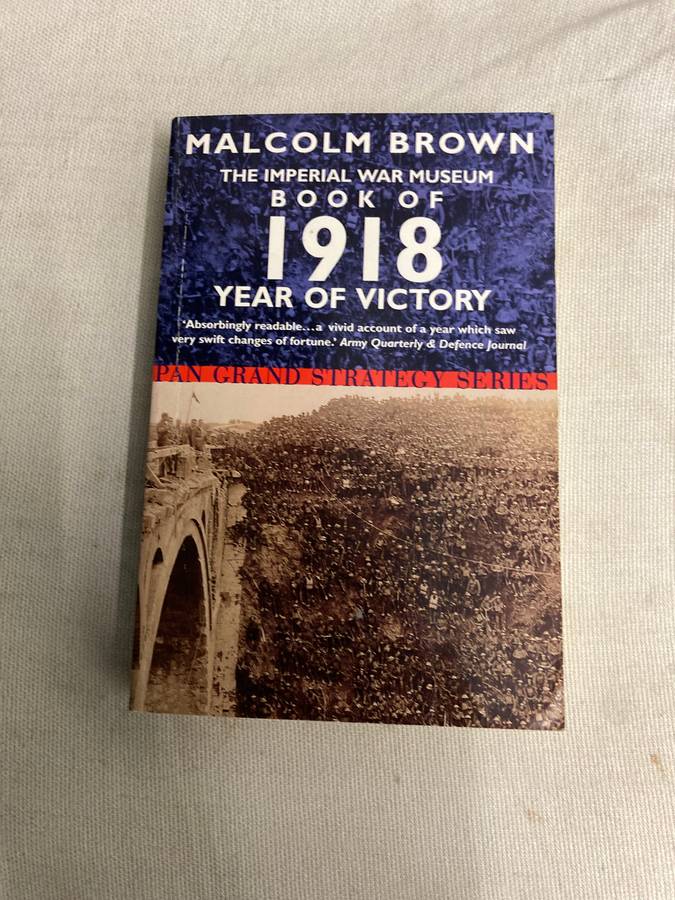 MALCOLM BROWN
THE IMPERIAL WAR MUSEUM
BOOK OF
1918
YEAR OF VICTORY
'Absorbingly readable...a vivid account of a year which saw
very swift changes of fortune.' Army Quarterly & Defence Journal
PAN GRAND STRATEGY SERIES